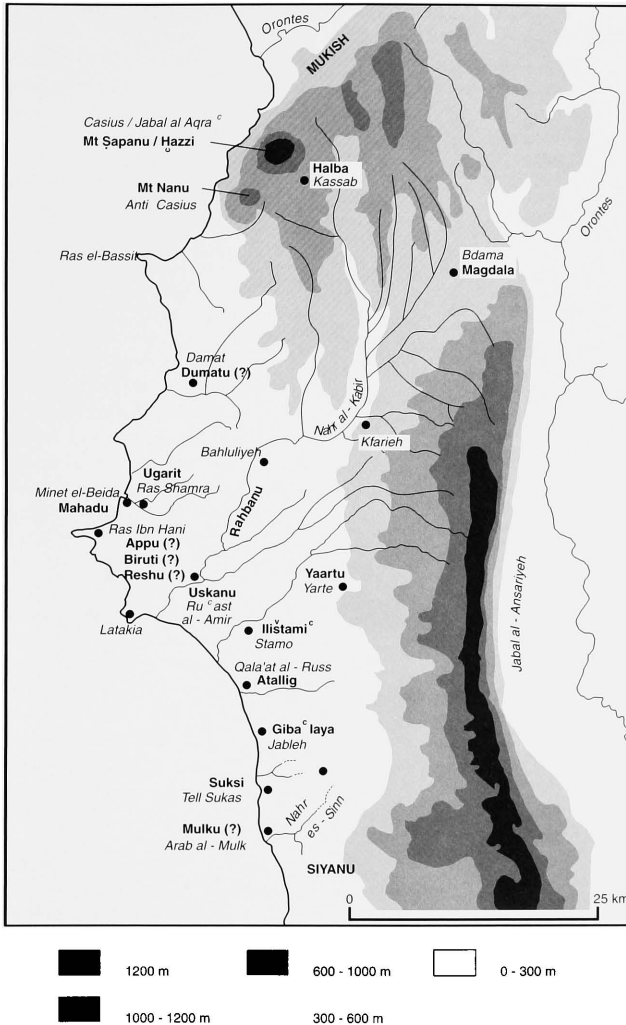 Orontes
MUKISH
Casius / Jabal al Aqra ᶜ
Mt Ṣapanu / Ḫazzi
Halba
Kassab
Mt Nanu
Anti Casius
Orontes
Ras el-Bassit
Bdama
Magdala
Damat
Dumatu (?)
Nahr al - Kabir
Kfarieh
Bahluliyeh
Ugarit
Ras Shamra
Minet el-Beida
Mahadu
Rahbanu
Ras Ibn Hani
Appu (?)
Biruti (?)
Reshu (?)
Uskanu
Ru ᶜ ast
al - Amir
Yaartu
Yarte
Jabal al - Ansariyeh
Latakia
Ilištami ᶜ
Stamo
Qala'at al - Russ
Atallig
Giba ᶜ laya
Jableh
Suksi
Tell Sukas
Nahr
es - Sinn
Mulku (?)
Arab al - Mulk
SIYANU
0 25 km
1200 m 600 - 1000 m 0 - 300 m
1000 - 1200 m 300 - 600 m